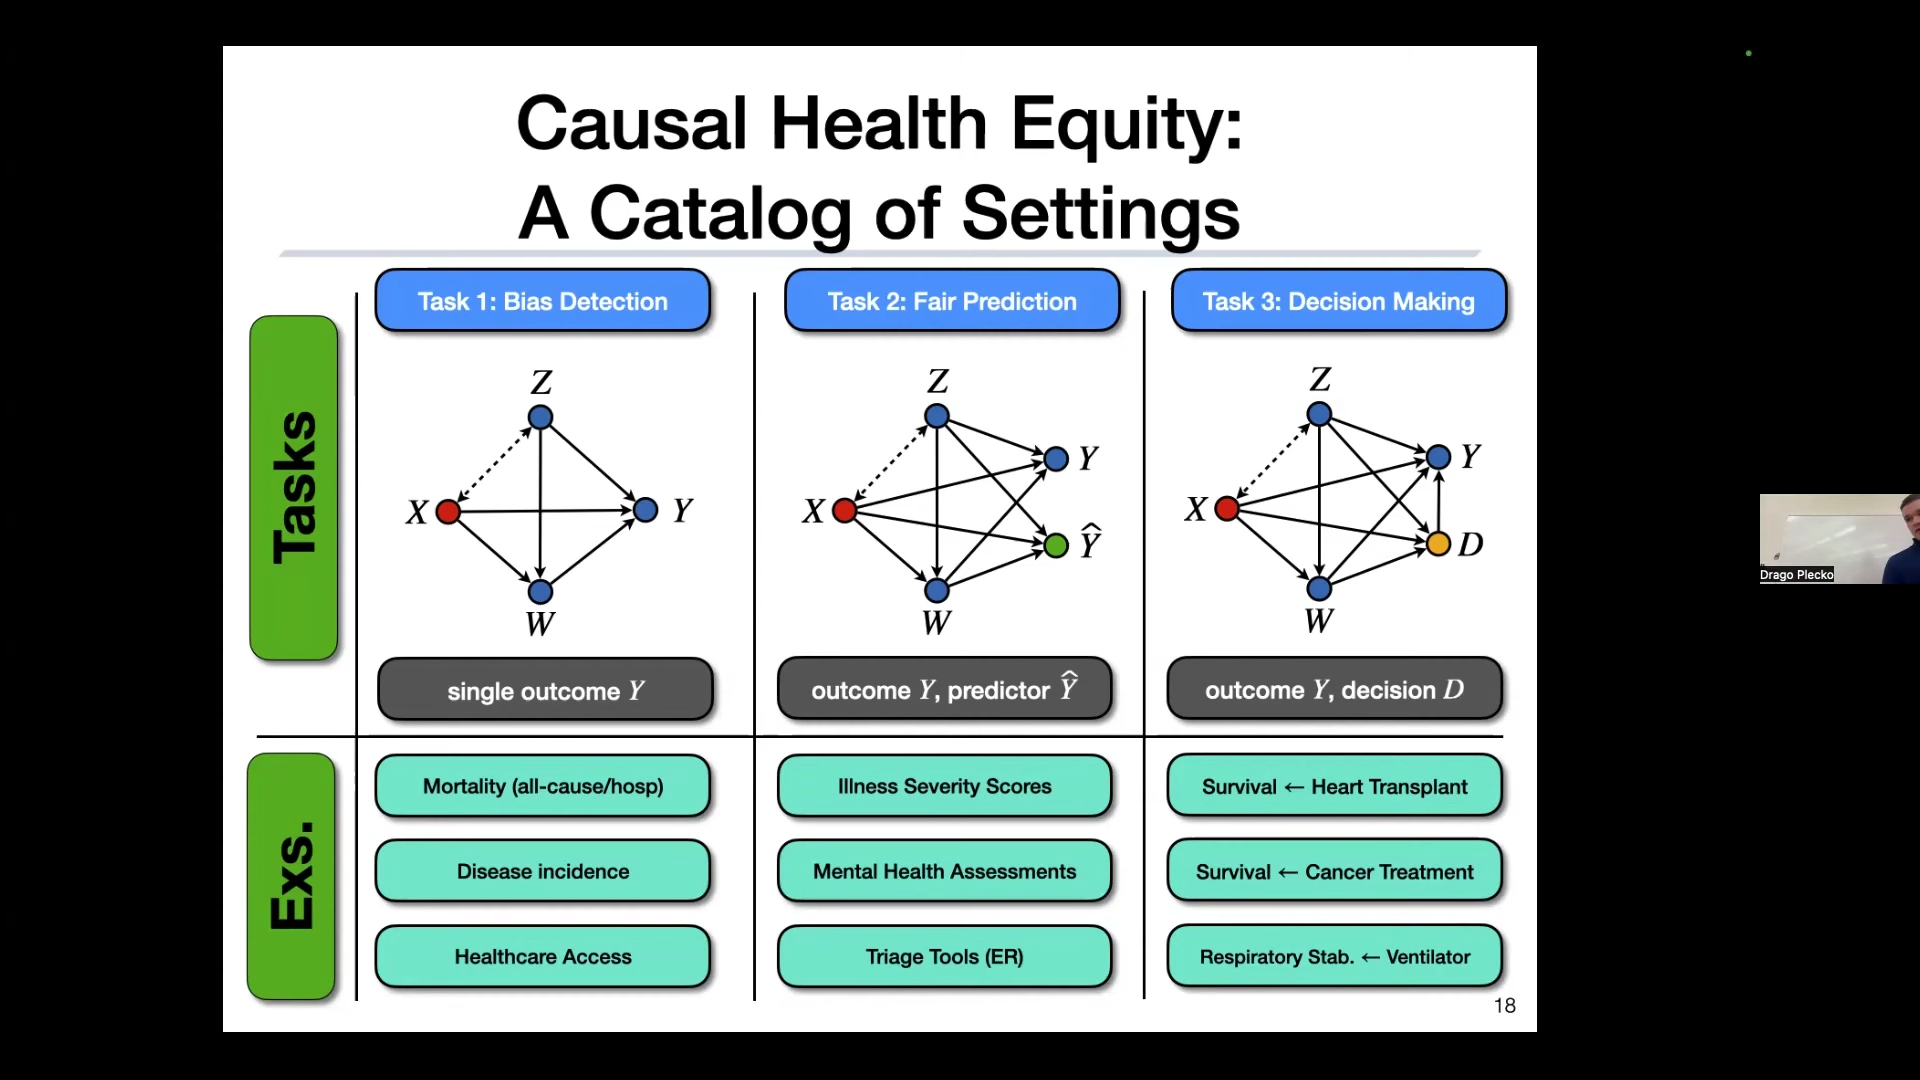 Causal Health Equity:
A Catalog of Settings
Tasks
Task 1: Bias Detection
Z
X
Y
W
single outcome Y
Task 2: Fair Prediction
Z
Y
X
Ŷ
W
outcome Y, predictor Ŷ
Task 3: Decision Making
Z
Y
X
D
W
outcome Y, decision D
Exs.
Mortality (all-cause/hosp)
Disease incidence
Healthcare Access
Illness Severity Scores
Mental Health Assessments
Triage Tools (ER)
Survival ← Heart Transplant
Survival ← Cancer Treatment
Respiratory Stab. ← Ventilator
18
Drago Plecko